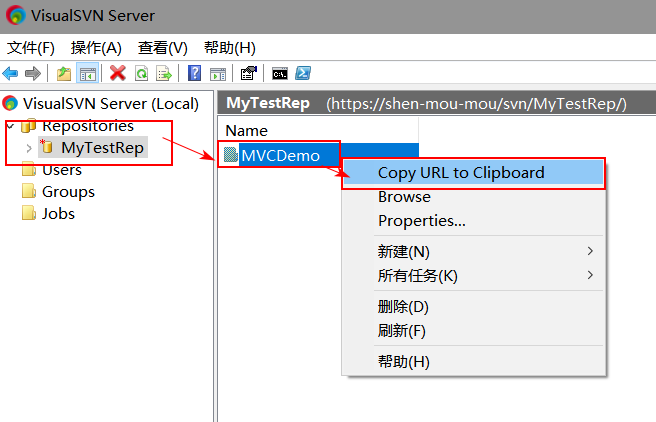 VisualSVN Server
文件(F) 操作(A) 查看(V) 帮助(H)
VisualSVN Server (Local)
Repositories
MyTestRep
Users
Groups
Jobs
MyTestRep (https://shen-mou-mou/svn/MyTestRep/)
Name
MVCDemo
Copy URL to Clipboard
Browse
Properties...
新建(N)
所有任务(K)
删除(D)
刷新(F)
帮助(H)